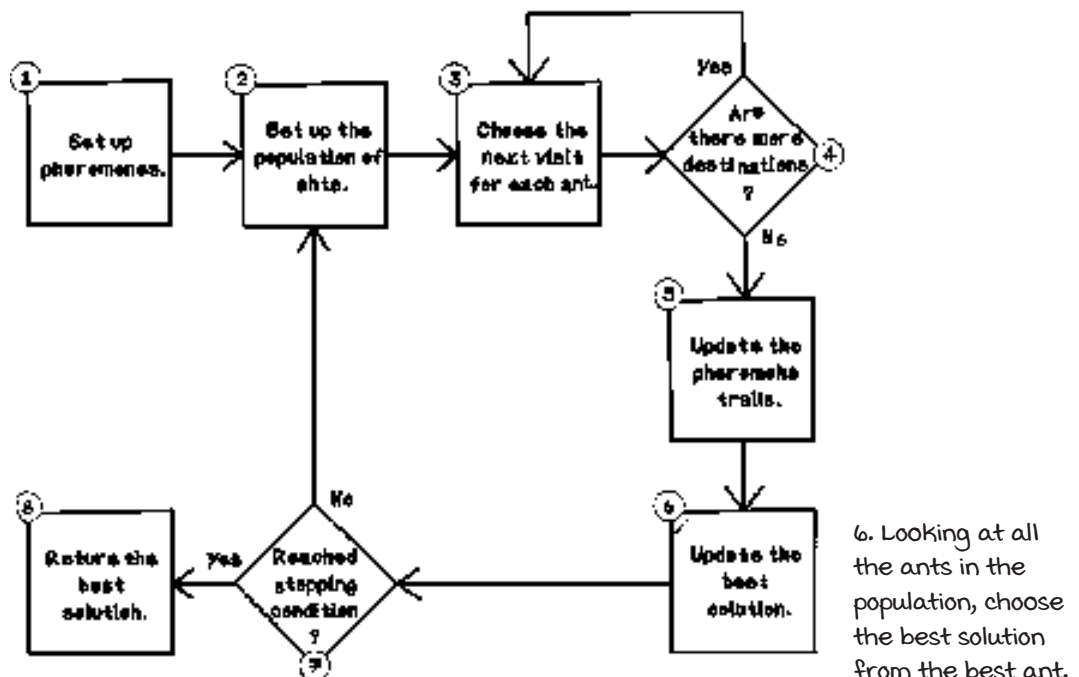 1
Set up
pheromones.
2
Set up the
population of
ants.
3
Choose the
next visit
for each ant.
Yes
Are
there more
destinations
?
4
No
5
Update the
pheromone
trails.
6
Update the
best
solution.
6. Looking at all
the ants in the
population, choose
the best solution
from the best ant.
No
Reached
stopping
condition
?
7
Yes
8
Return the
best
solution.